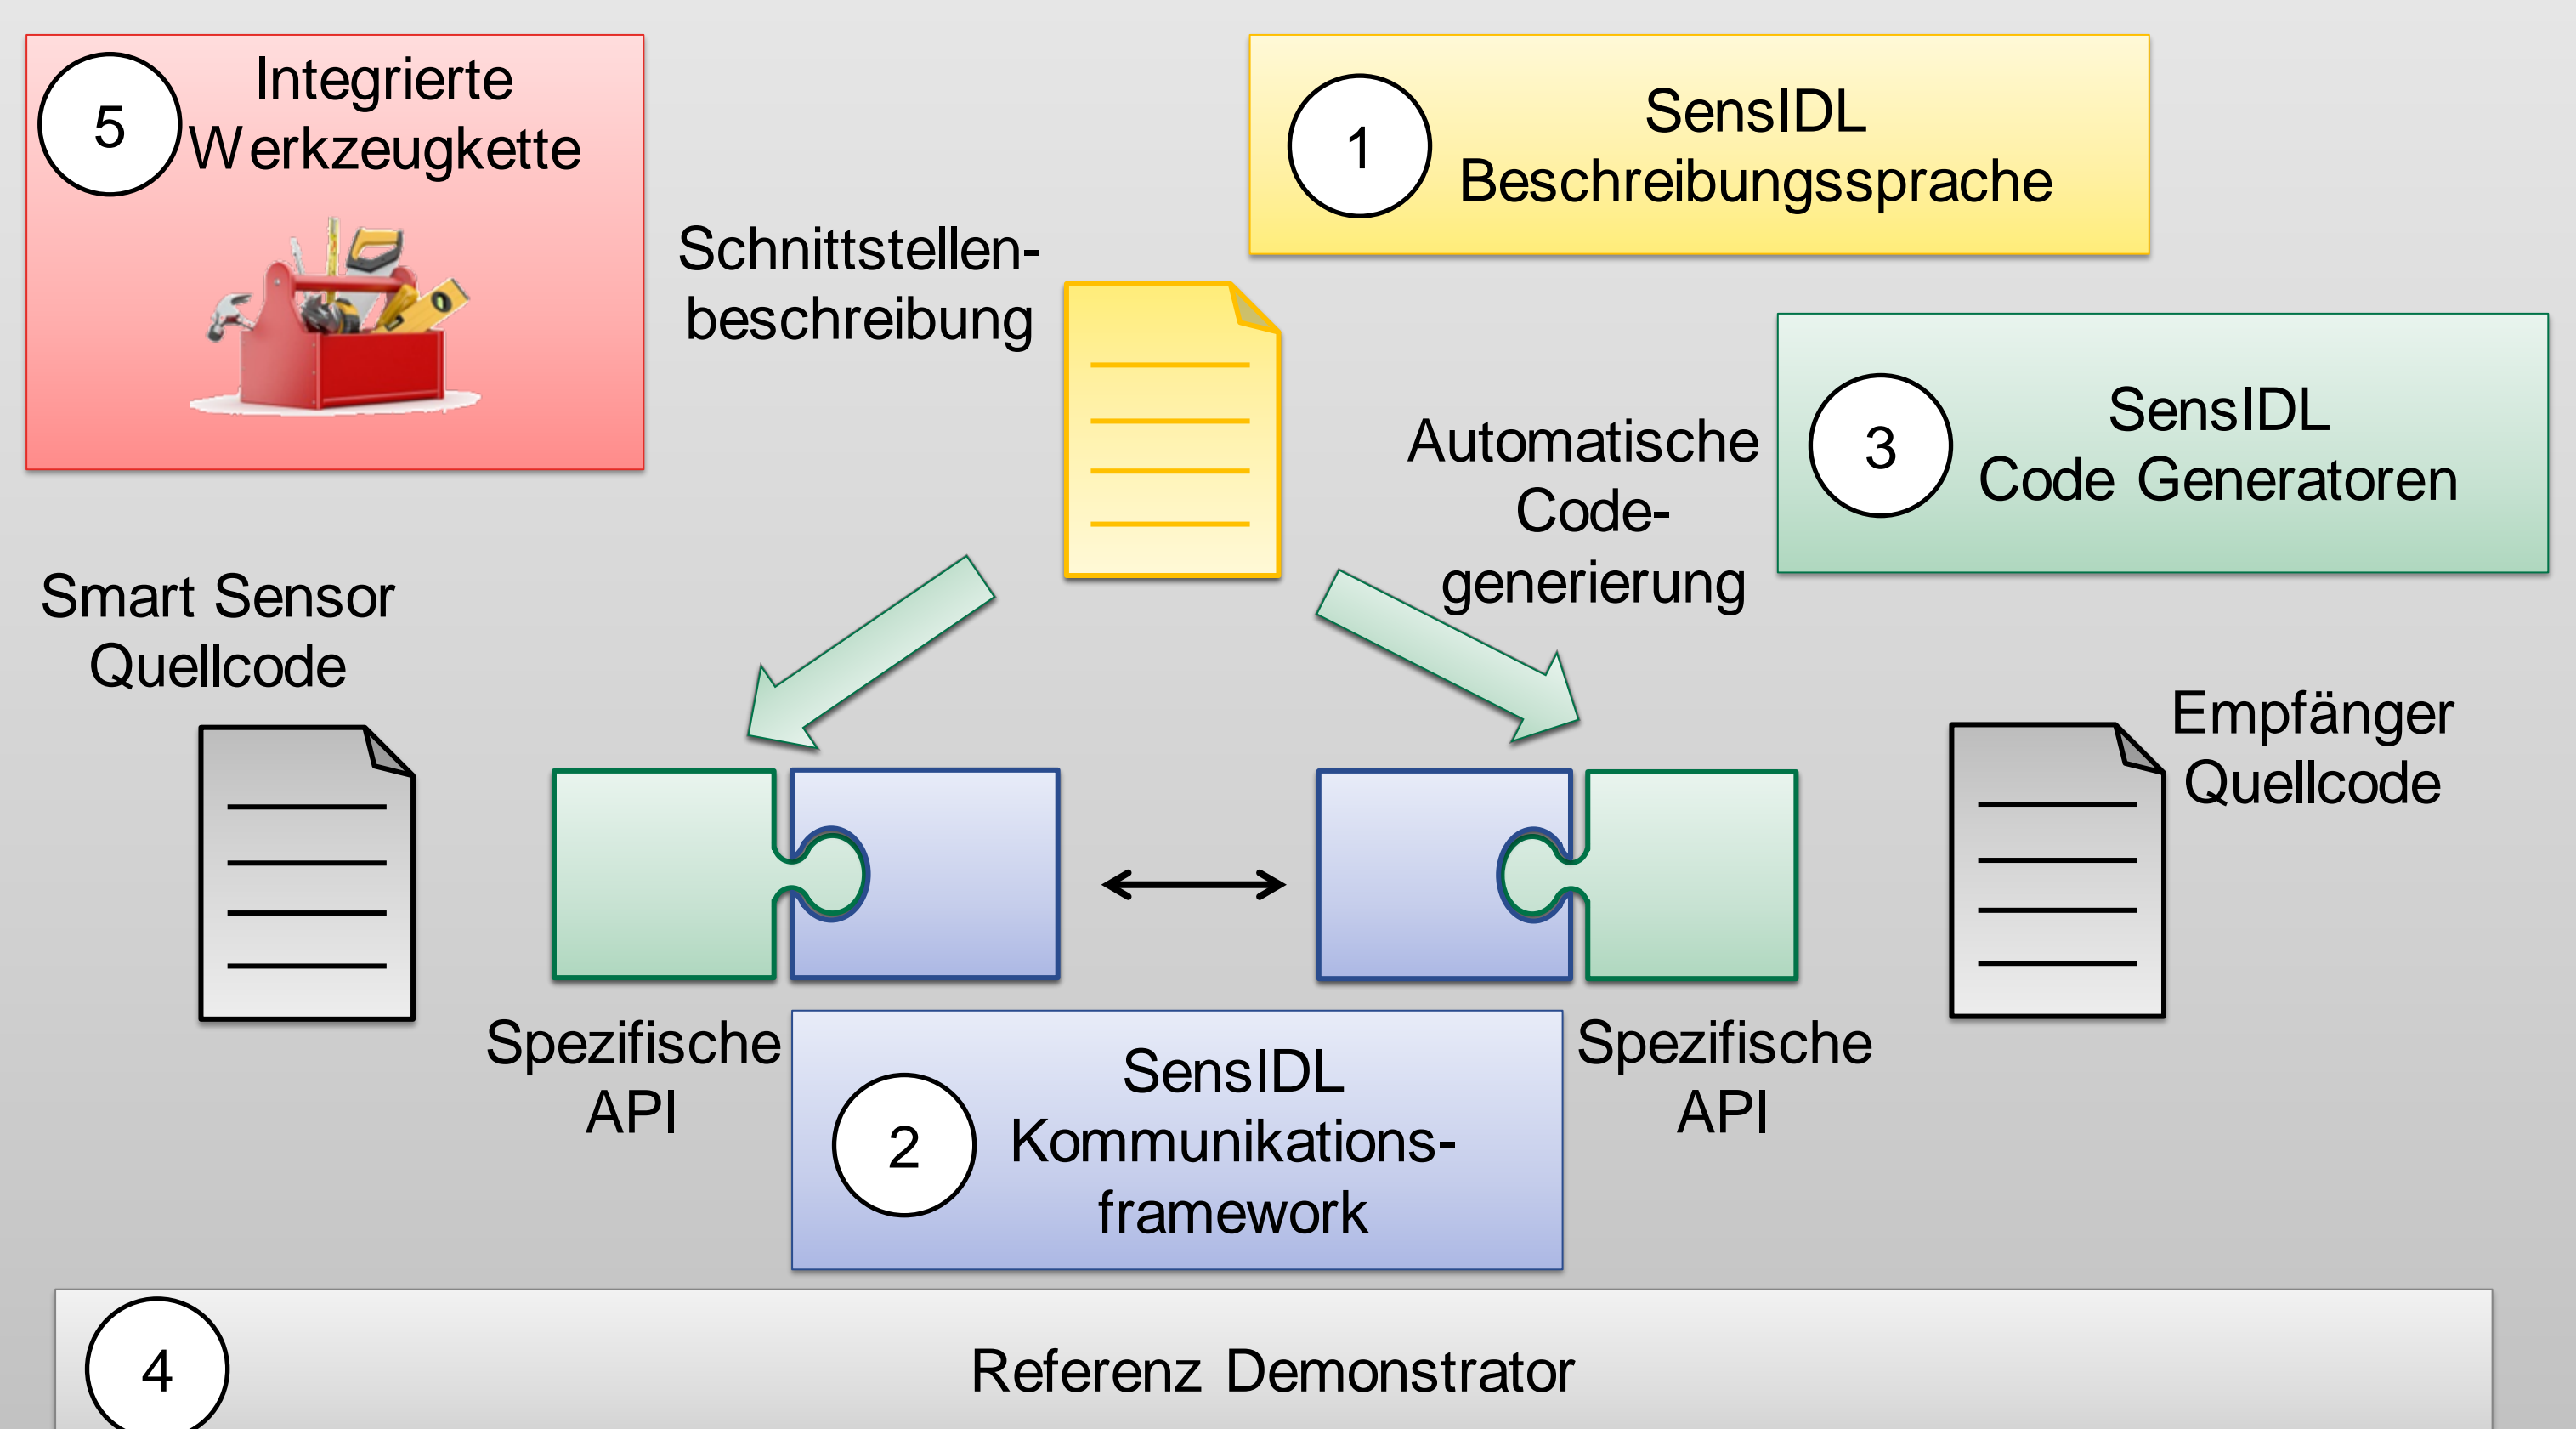 5
Integrierte
Werkzeugkette
1
SensIDL
Beschreibungssprache
Schnittstellen-
beschreibung
Automatische
Code-
generierung
3
SensIDL
Code Generatoren
Smart Sensor
Quellcode
Empfänger
Quellcode
Spezifische
API
2
SensIDL
Kommunikations-
framework
Spezifische
API
4
Referenz Demonstrator